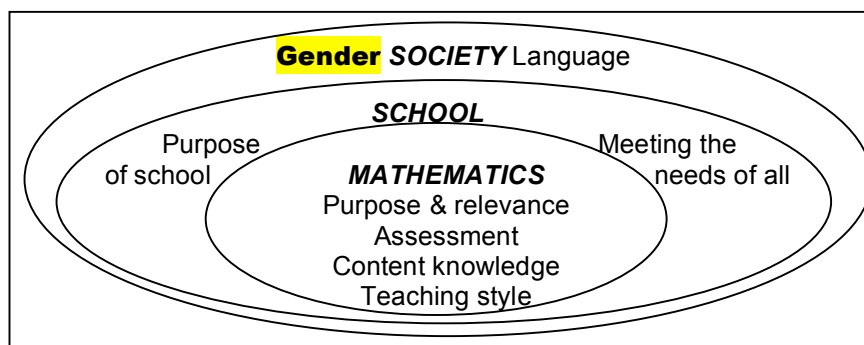 Gender SOCIETY Language
SCHOOL
Purpose of school
Meeting the needs of all
MATHEMATICS
Purpose & relevance
Assessment
Content knowledge
Teaching style